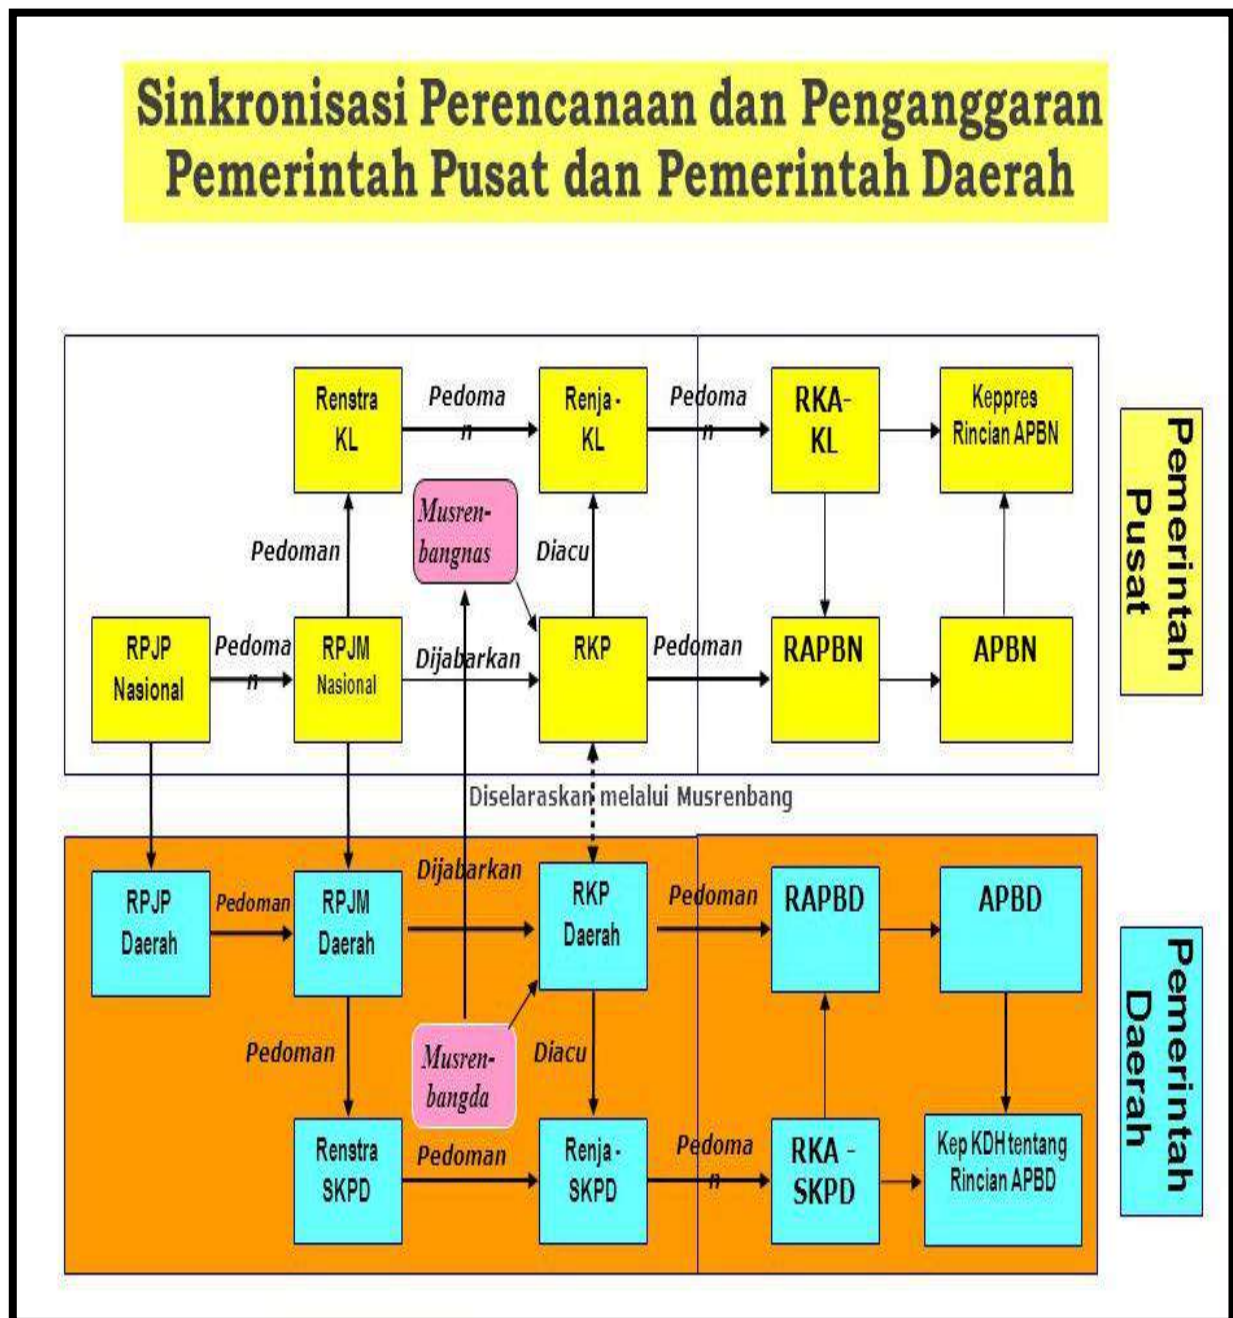 Sinkronisasi Perencanaan dan Penganggaran
Pemerintah Pusat dan Pemerintah Daerah
Renstra
KL
Pedoma
n
Renja -
KL
Pedoma
n
RKA-
KL
Keppres
Rincian APBN
Pemerintah
Pusat
Musren-
bangnas
Pedoman
Diacu
RPJP
Nasional
Pedoma
n
RPJM
Nasional
Dijabarkan
RKP
Pedoman
RAPBN
APBN
Diselaraskan melalui Musrenbang
RPJP
Daerah
Pedoman
RPJM
Daerah
Dijabarkan
RKP
Daerah
Pedoman
RAPBD
APBD
Pemerintah
Daerah
Pedoman
Musren-
bangda
Diacu
Renstra
SKPD
Pedoman
Renja -
SKPD
Pedoma
n
RKA -
SKPD
Kep KDH tentang
Rincian APBD